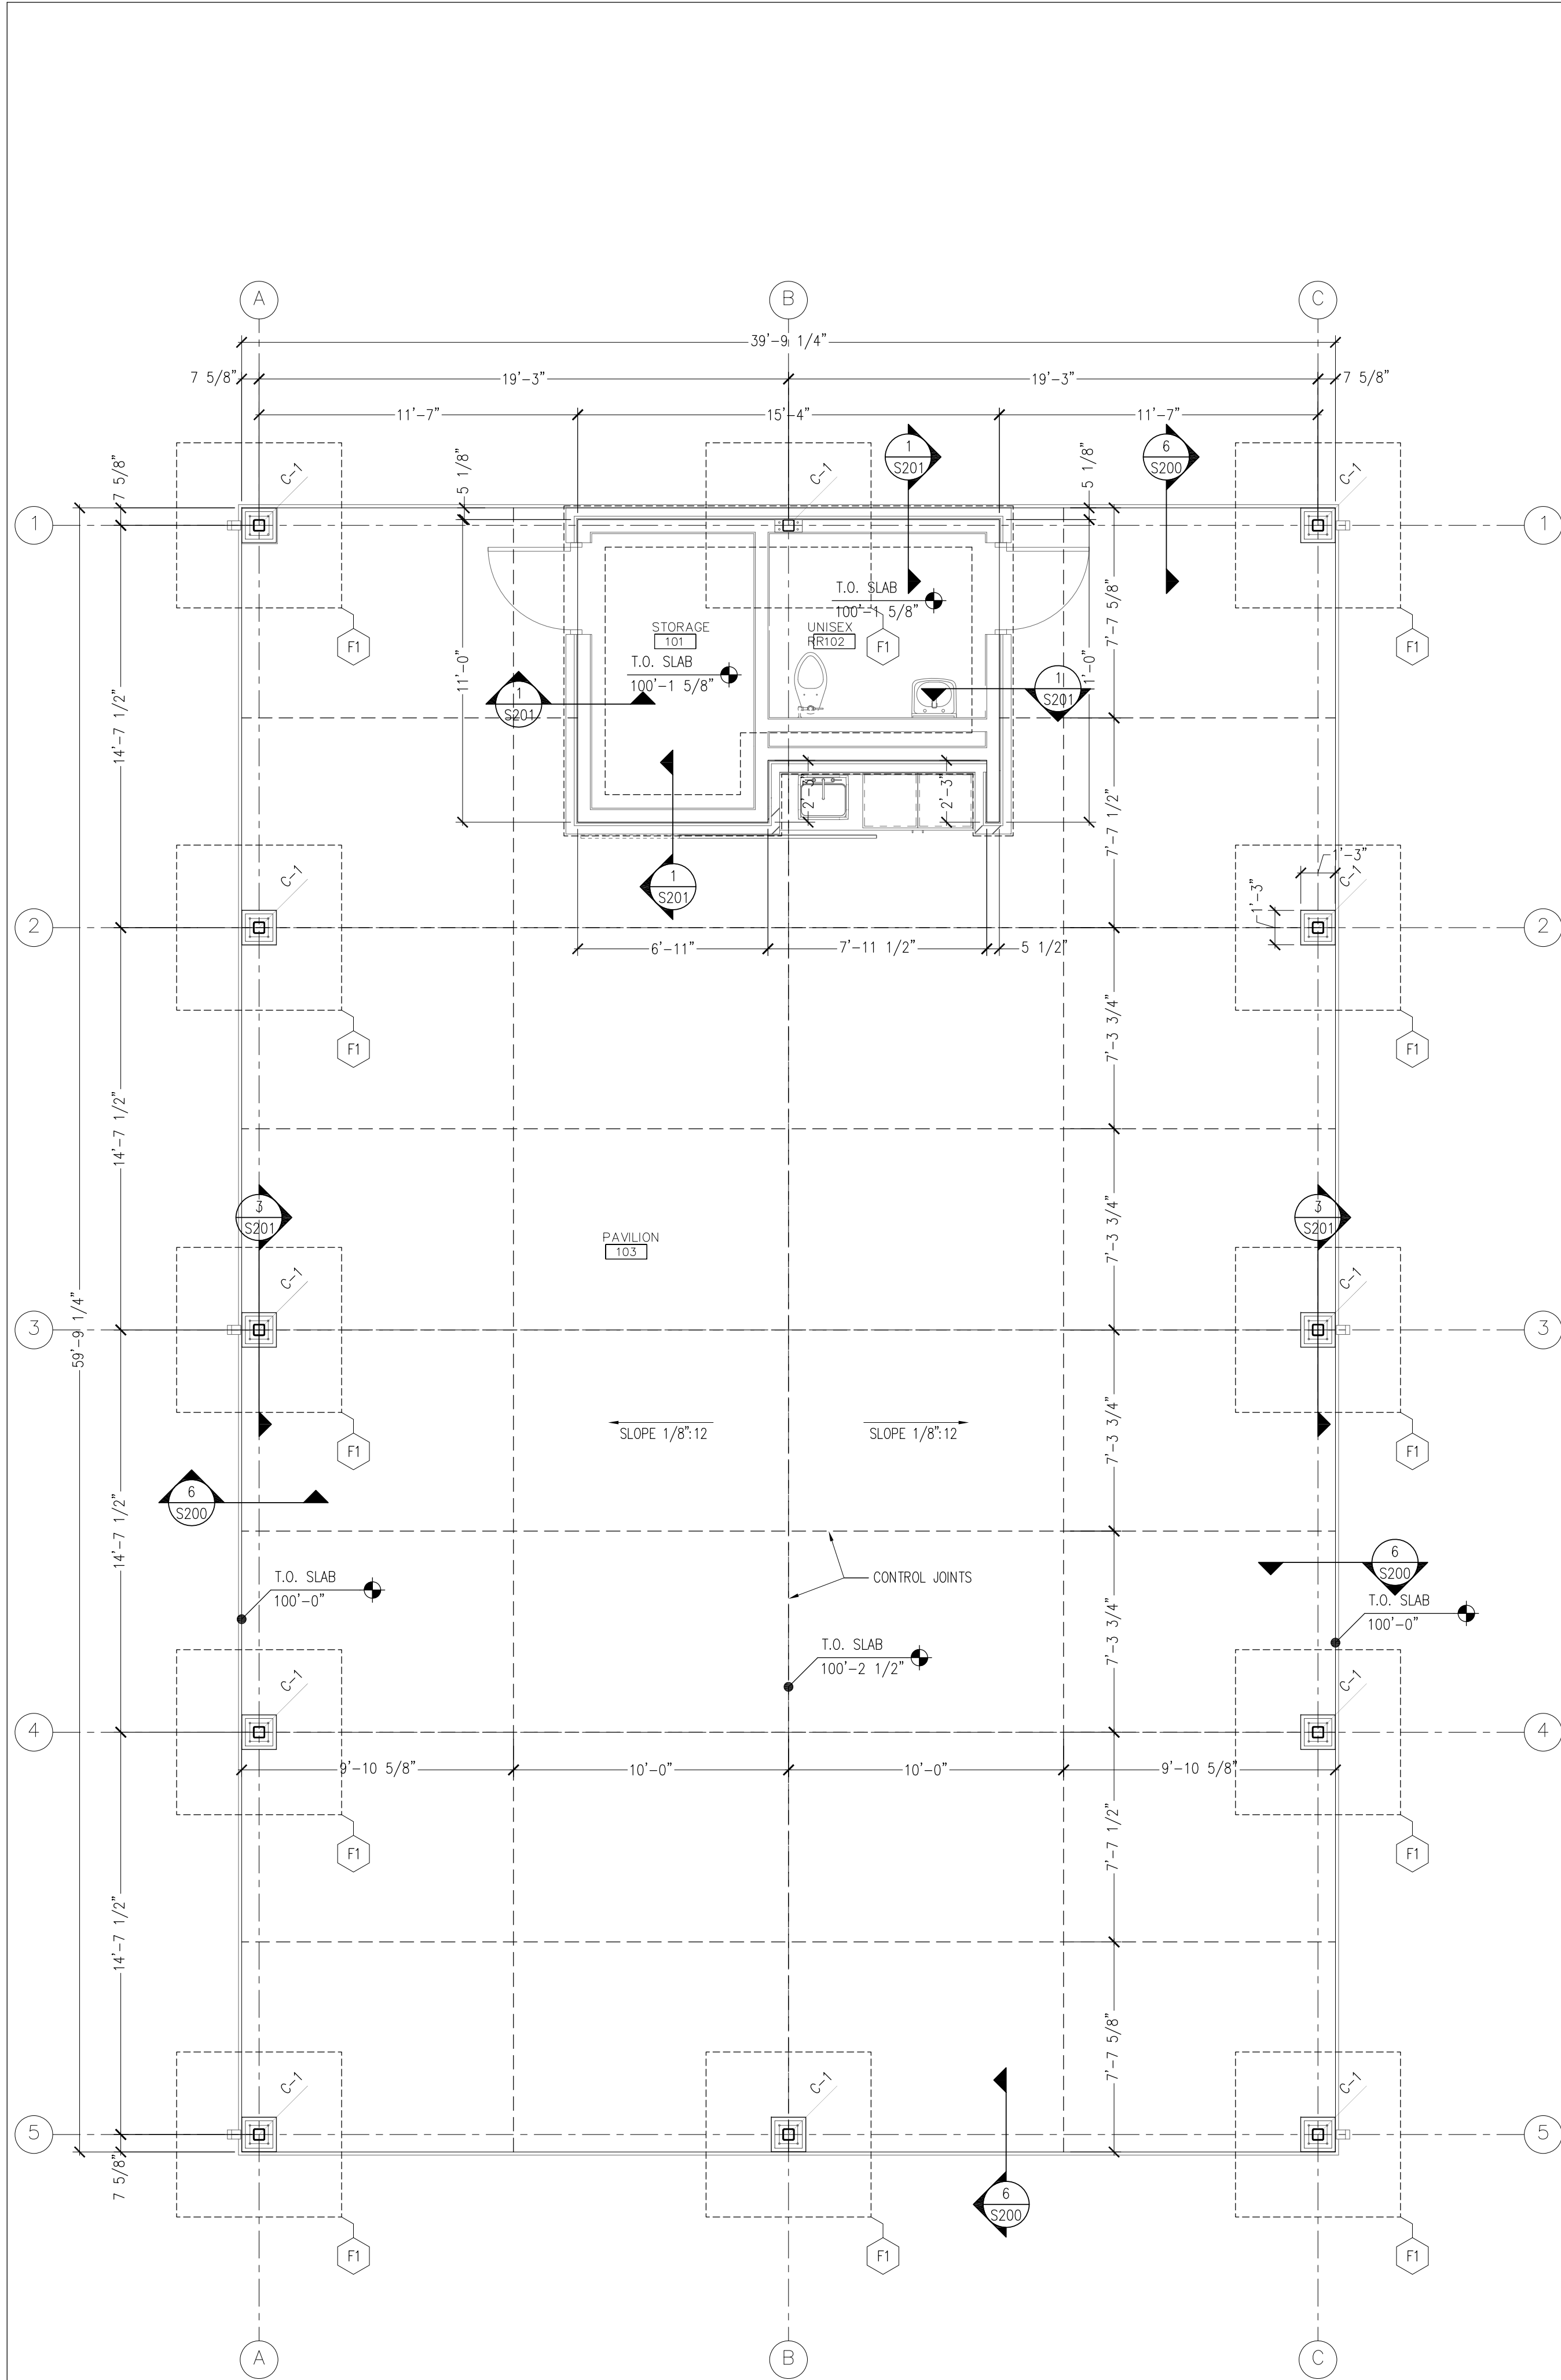 A
B
C
39'-9 1/4"
7 5/8"
19'-3"
19'-3"
7 5/8"
11'-7"
15'-4"
11'-7"
1
S201
6
S200
C-1
C-1
C-1
7 5/8"
5 1/8"
5 1/8"
1
1
T.O. SLAB
100'-1 5/8"
STORAGE
101
UNISEX
RR102
F1
F1
F1
T.O. SLAB
100'-1 5/8"
7'-7 5/8"
11'-0"
11'-0"
1
S201
1
S201
14'-7 1/2"
2'-3"
2'-3"
7'-7 1/2"
1
S201
C-1
1'-3"
C-1
1'-3"
2
2
6'-11"
7'-11 1/2"
5 1/2"
F1
F1
7'-3 3/4"
14'-7 1/2"
3
S201
3
S201
PAVILION
103
7'-3 3/4"
C-1
C-1
59'-9 1/4"
3
3
SLOPE 1/8":12
SLOPE 1/8":12
7'-3 3/4"
F1
F1
6
S200
14'-7 1/2"
T.O. SLAB
100'-0"
CONTROL JOINTS
6
S200
T.O. SLAB
100'-0"
T.O. SLAB
100'-2 1/2"
7'-3 3/4"
C-1
C-1
4
4
9'-10 5/8"
10'-0"
10'-0"
9'-10 5/8"
F1
F1
7'-7 1/2"
14'-7 1/2"
7'-7 5/8"
C-1
C-1
C-1
5
5
7 5/8"
6
S200
F1
F1
F1
A
B
C